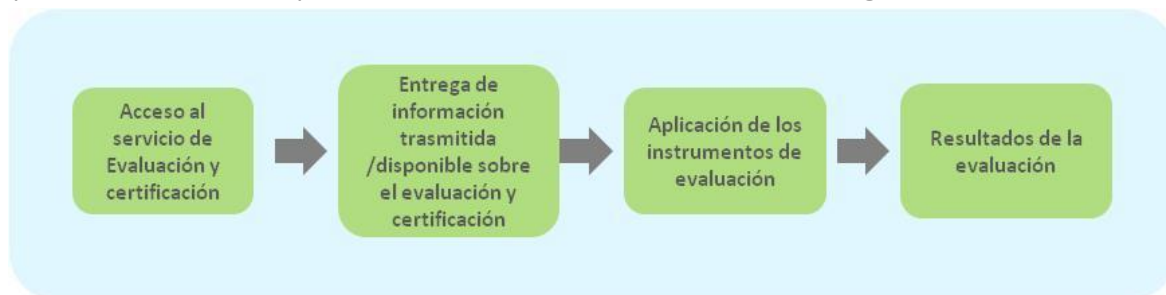 Acceso al
servicio de
Evaluación y
certificación
Entrega de
información
trasmitida
/disponible sobre
el evaluación y
certificación
Aplicación de los
instrumentos de
evaluación
Resultados de la
evaluación